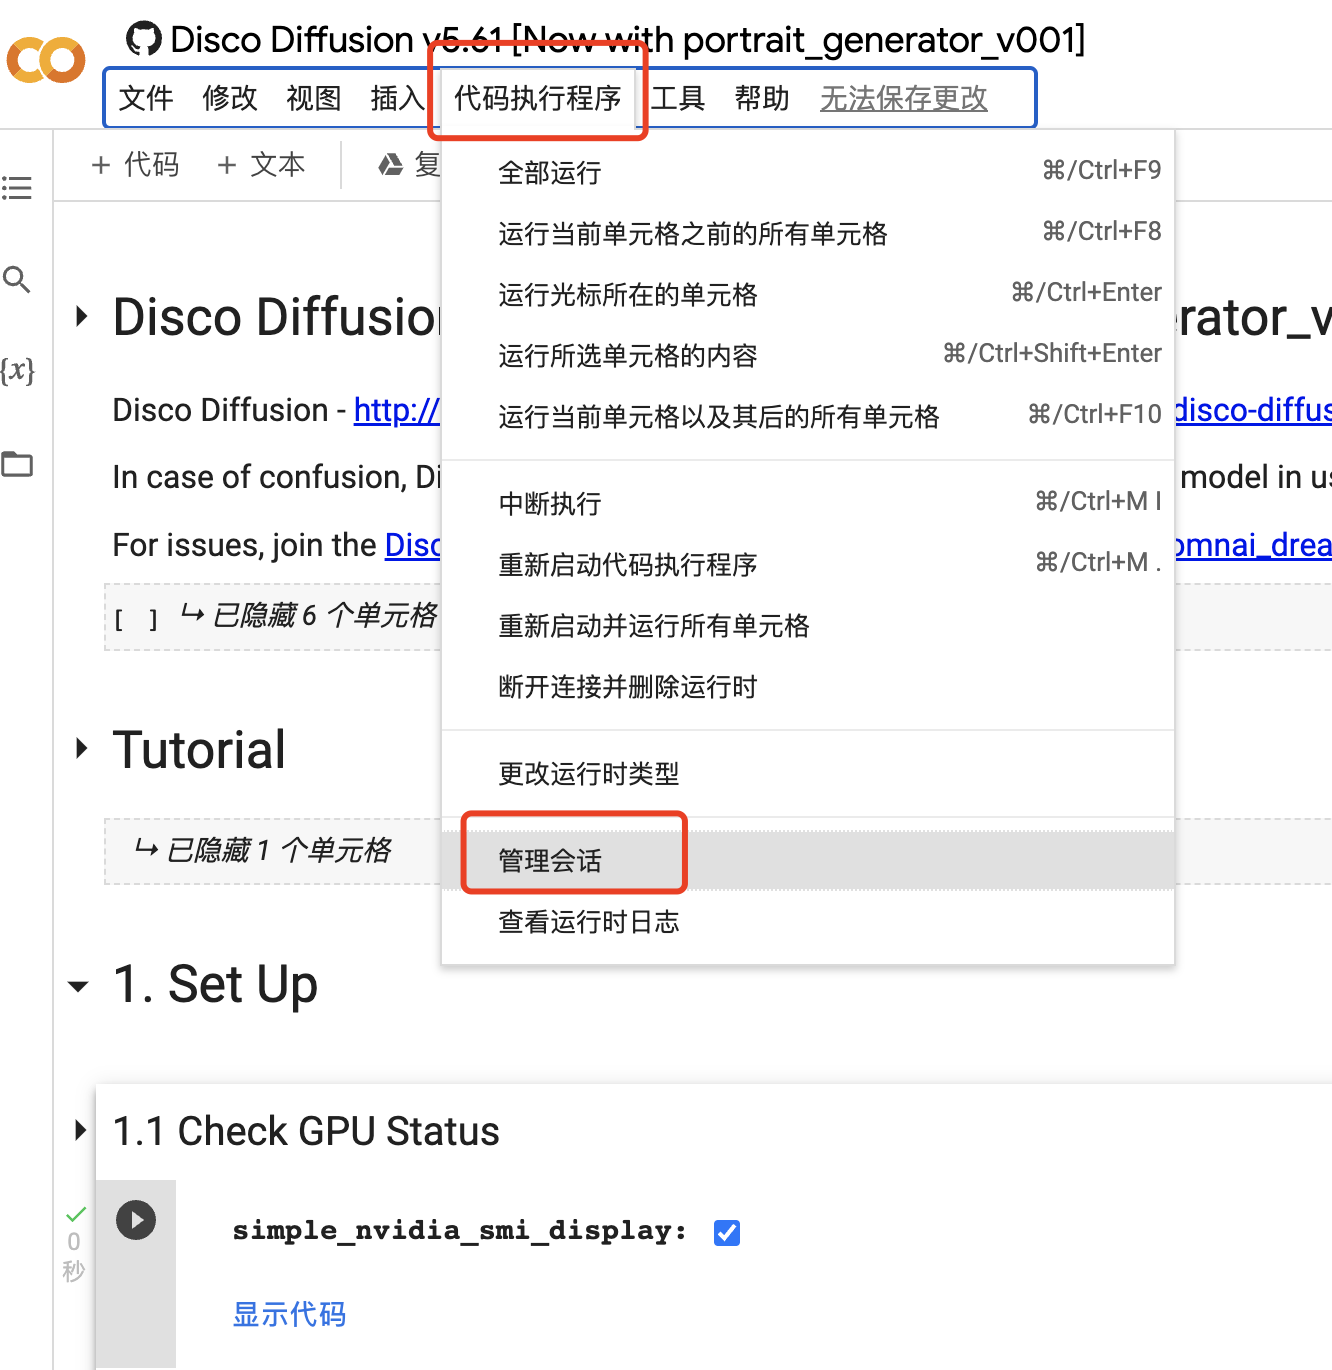 Disco Diffusion v5.61 [Now with portrait_generator_v001]
文件 修改 视图 插入 代码执行程序 工具 帮助 无法保存更改
+ 代码 + 文本 复
全部运行 ⌘/Ctrl+F9
运行当前单元格之前的所有单元格 ⌘/Ctrl+F8
运行光标所在的单元格 ⌘/Ctrl+Enter
运行所选单元格的内容 ⌘/Ctrl+Shift+Enter
运行当前单元格以及其后的所有单元格 ⌘/Ctrl+F10
中断执行 ⌘/Ctrl+M I
重新启动代码执行程序 ⌘/Ctrl+M .
重新启动并运行所有单元格
断开连接并删除运行时
更改运行时类型
管理会话
查看运行时日志
{x}
Disco Diffusion
Disco Diffusion - http:// disco-diffus
In case of confusion, Di model in us
For issues, join the Disc omnai_drea
[ ] ↳ 已隐藏 6 个单元格
Tutorial
↳ 已隐藏 1 个单元格
1. Set Up
1.1 Check GPU Status
0
秒
simple_nvidia_smi_display:
显示代码